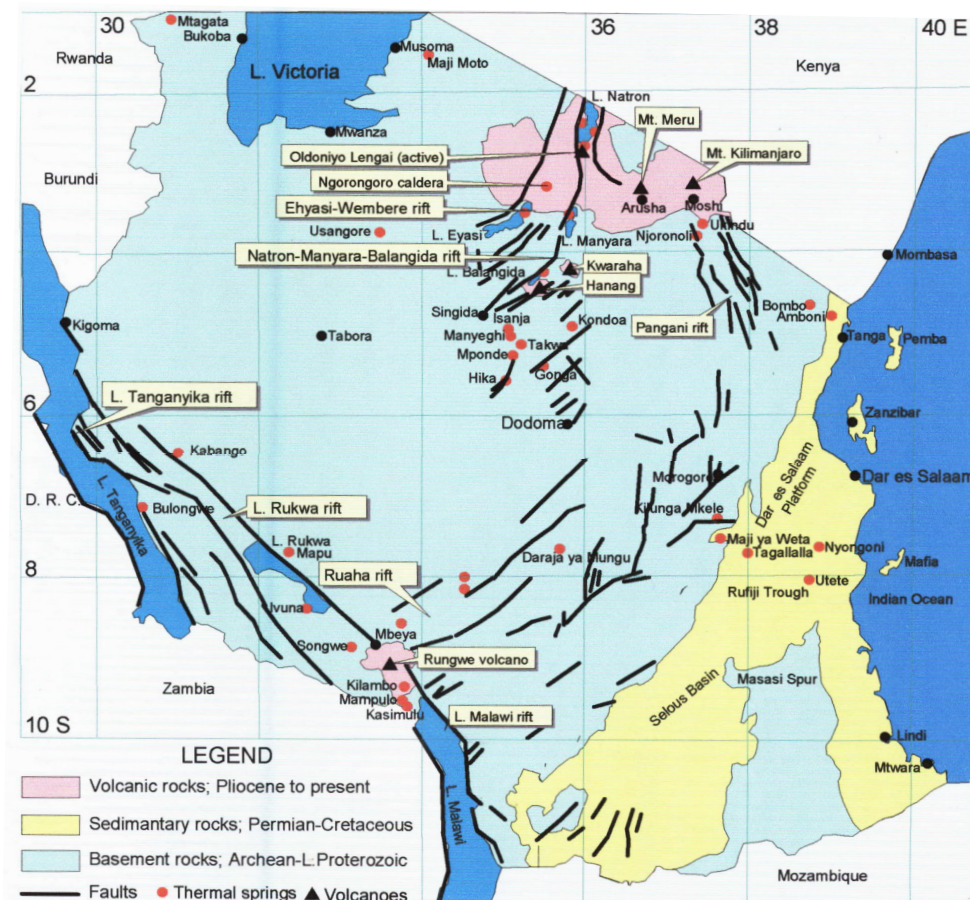 30
36
38
40 E
Mtagata
Bukoba
Musoma
Maji Moto
Rwanda
Kenya
L. Victoria
2
L. Natron
Mt. Meru
Mwanza
Oldoniyo Lengai (active)
Mt. Kilimanjaro
Burundi
Ngorongoro caldera
Ehyasi-Wembere rift
Arusha
Moshi
Usangore
L. Eyasi
L. Manyara
Njoronoli
Natron-Manyara-Balangida rift
Mombasa
L. Balangida
Kwaraha
Hanang
Singida
Isanja
Kondoa
Bombo
Amboni
Kigoma
Tabora
Manyeghi
Takwa
Pangani rift
Tanga
Pemba
Mponde
Hika
Gonga
L. Tanganyika rift
6
Dodoma
Zanzibar
Kabango
Morogoro
Dar es Salaam
Dar es Salaam
Platform
D. R. C.
L. Tanganyika
Bulongwe
L. Rukwa rift
Kilunga Mkele
L. Rukwa
Mapu
Daraja ya Mungu
Maji ya Weta
Tagallalla
Nyongoni
Mafia
8
Ruaha rift
Utete
Rufiji Trough
Indian Ocean
Uvuna
Mbeya
Songwe
Rungwe volcano
Zambia
Kilambo
Mampulo
Kasimulu
Selous Basin
Masasi Spur
L. Malawi rift
10 S
Lindi
Mtwara
LEGEND
Volcanic rocks; Pliocene to present
Sedimantary rocks; Permian-Cretaceous
Basement rocks; Archean-L.Proterozoic
L. Malawi
Mozambique
Faults
Thermal springs
Volcanoes